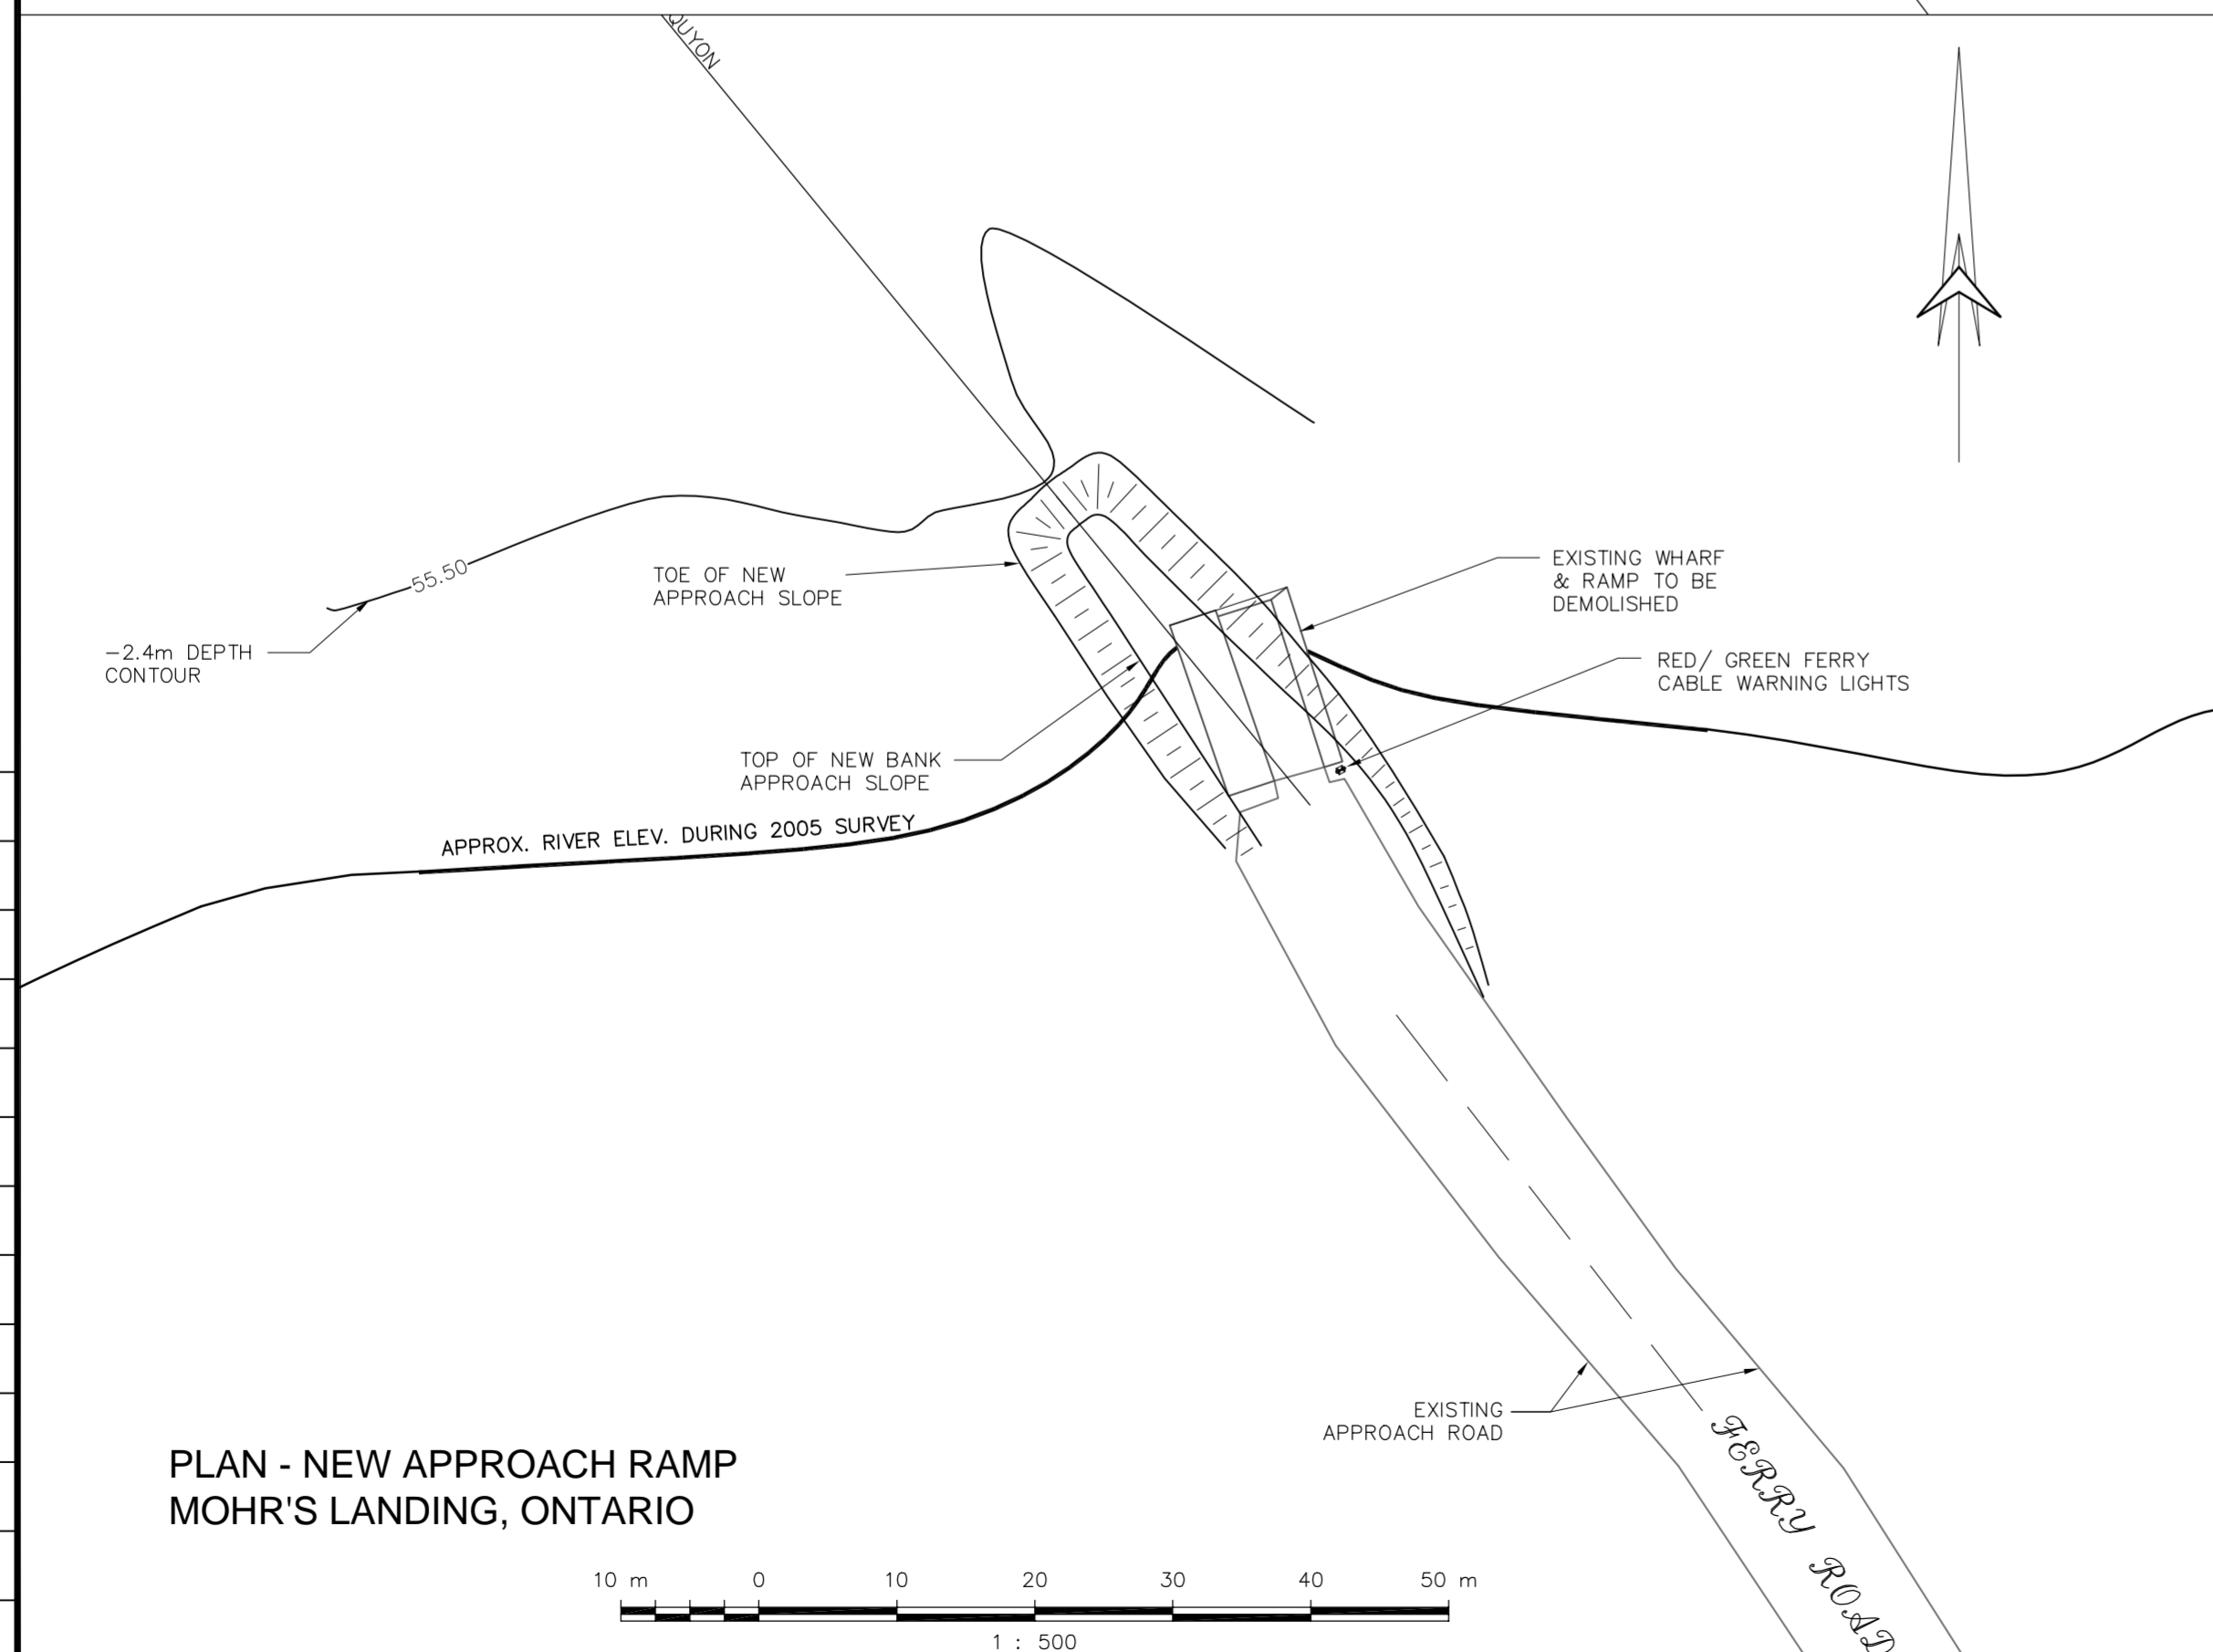 QUYON
55.50
TOE OF NEW
APPROACH SLOPE
EXISTING WHARF
& RAMP TO BE
DEMOLISHED
-2.4m DEPTH
CONTOUR
RED/ GREEN FERRY
CABLE WARNING LIGHTS
TOP OF NEW BANK
APPROACH SLOPE
APPROX. RIVER ELEV. DURING 2005 SURVEY
EXISTING
APPROACH ROAD
FERRY ROAD
PLAN - NEW APPROACH RAMP
MOHR'S LANDING, ONTARIO
10 m 0 10 20 30 40 50 m
1 : 500